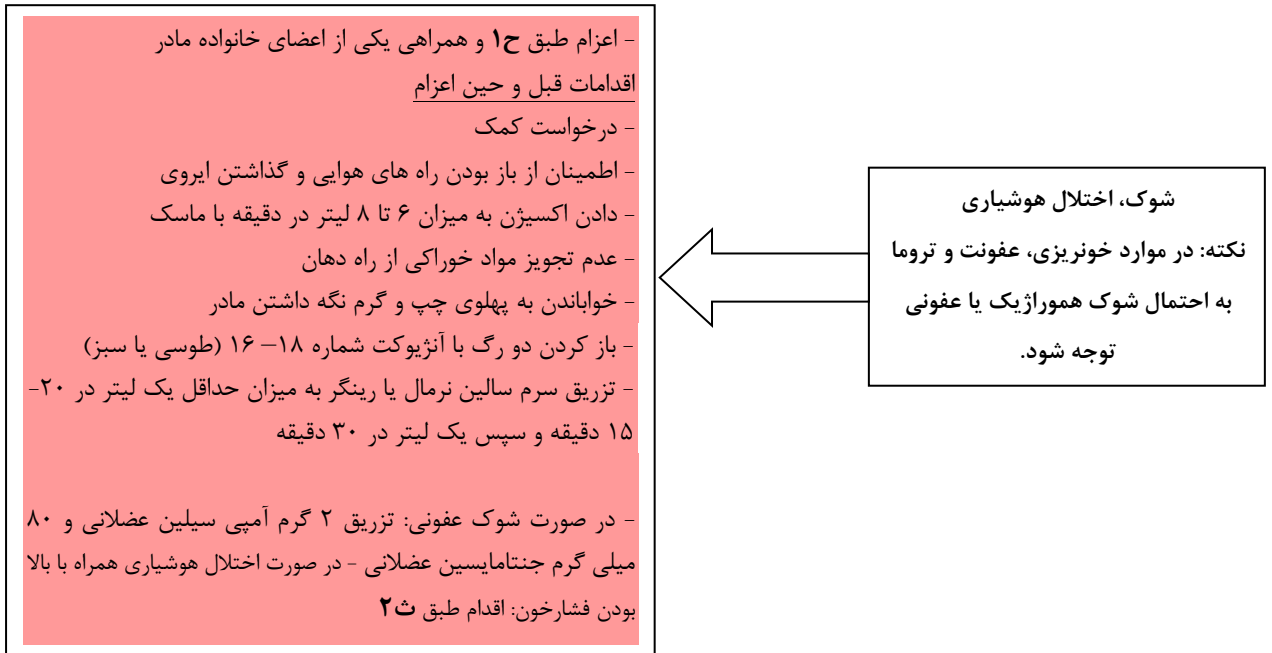 شوک، اختلال هوشیاری
نکته: در موارد خونریزی، عفونت و تروما
به احتمال شوک هموراژیک یا عفونی
توجه شود.
- اعزام طبق ح۱ و همراهی یکی از اعضای خانواده مادر
اقدامات قبل و حین اعزام
- درخواست کمک
- اطمینان از باز بودن راه های هوایی و گذاشتن ایروی
- دادن اکسیژن به میزان ۶ تا ۸ لیتر در دقیقه با ماسک
- عدم تجویز مواد خوراکی از راه دهان
- خواباندن به پهلوی چپ و گرم نگه داشتن مادر
- باز کردن دو رگ با آنژیوکت شماره ۱۸– ۱۶ (طوسی یا سبز)
- تزریق سرم سالین نرمال یا رینگر به میزان حداقل یک لیتر در ۲۰-
۱۵ دقیقه و سپس یک لیتر در ۳۰ دقیقه
- در صورت شوک عفونی: تزریق ۲ گرم آمپی سیلین عضلانی و ۸۰
میلی گرم جنتامایسین عضلانی - در صورت اختلال هوشیاری همراه با بالا
بودن فشارخون: اقدام طبق ث۲